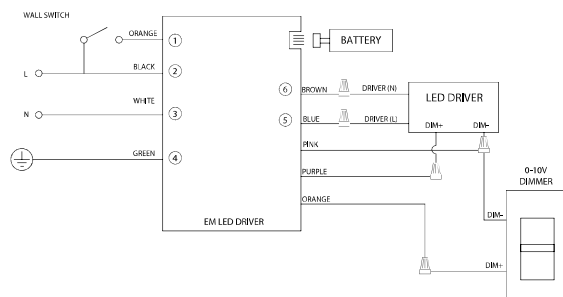 WALL SWITCH
ORANGE
1
BATTERY
L
BLACK
2
6
BROWN
DRIVER (N)
LED DRIVER
N
WHITE
3
5
BLUE
DRIVER (L)
DIM+
DIM-
PINK
GREEN
4
PURPLE
0-10V
DIMMER
ORANGE
DIM-
EM LED DRIVER
DIM+